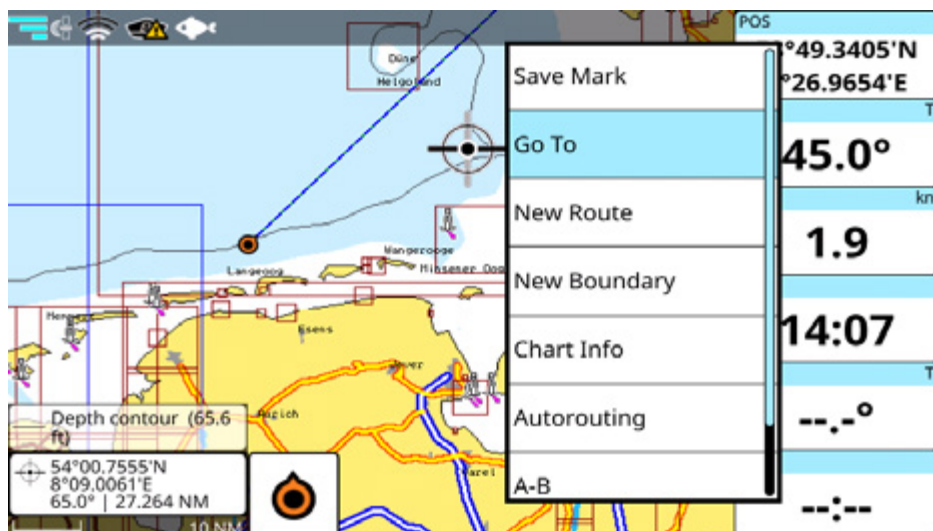 POS
°49.3405'N
°26.9654'E
T
45.0°
kn
1.9
14:07
T
--.-°
--:--
Save Mark
Go To
New Route
New Boundary
Chart Info
Autorouting
A-B
Düne
Helgoland
Wangerooge
Langeoog
Minsener Oog
Esens
Aurich
Depth contour (65.6
ft)
54°00.7555'N
8°09.0061'E
65.0° | 27.264 NM
10 NM